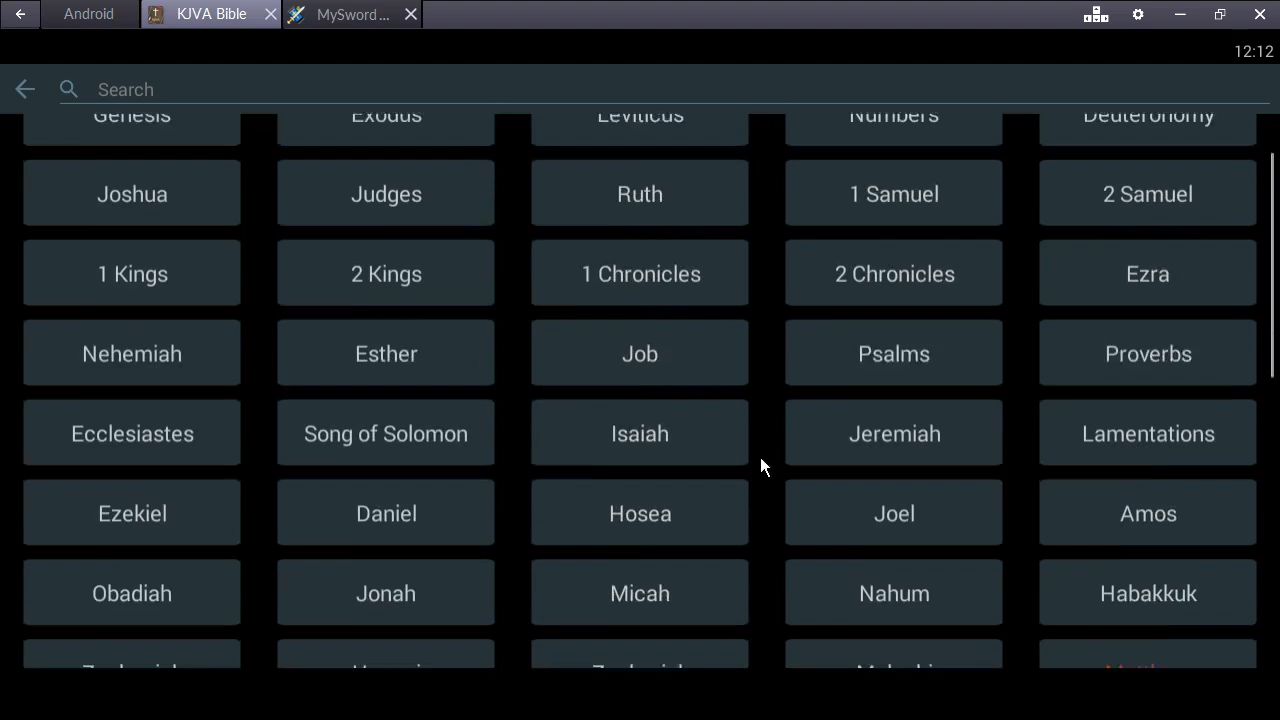 Android KJVA Bible MySword ...
12:12
Search
Genesis Exodus Leviticus Numbers Deuteronomy
Joshua Judges Ruth 1 Samuel 2 Samuel
1 Kings 2 Kings 1 Chronicles 2 Chronicles Ezra
Nehemiah Esther Job Psalms Proverbs
Ecclesiastes Song of Solomon Isaiah Jeremiah Lamentations
Ezekiel Daniel Hosea Joel Amos
Obadiah Jonah Micah Nahum Habakkuk